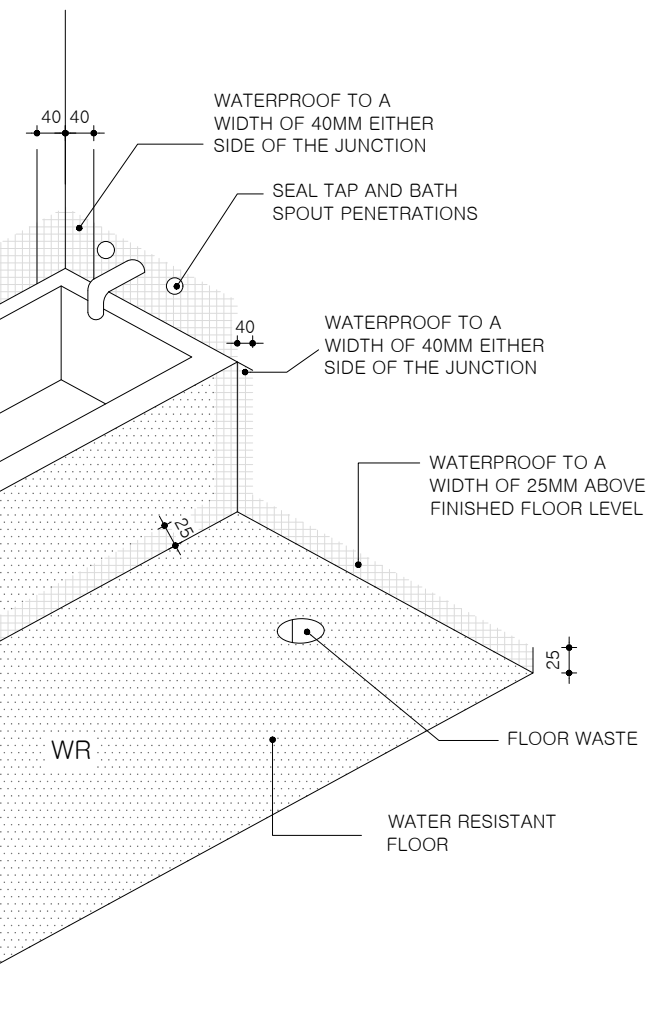 WATERPROOF TO A
WIDTH OF 40MM EITHER
SIDE OF THE JUNCTION
40 40
SEAL TAP AND BATH
SPOUT PENETRATIONS
40
WATERPROOF TO A
WIDTH OF 40MM EITHER
SIDE OF THE JUNCTION
WATERPROOF TO A
WIDTH OF 25MM ABOVE
FINISHED FLOOR LEVEL
25
25
FLOOR WASTE
WR
WATER RESISTANT
FLOOR